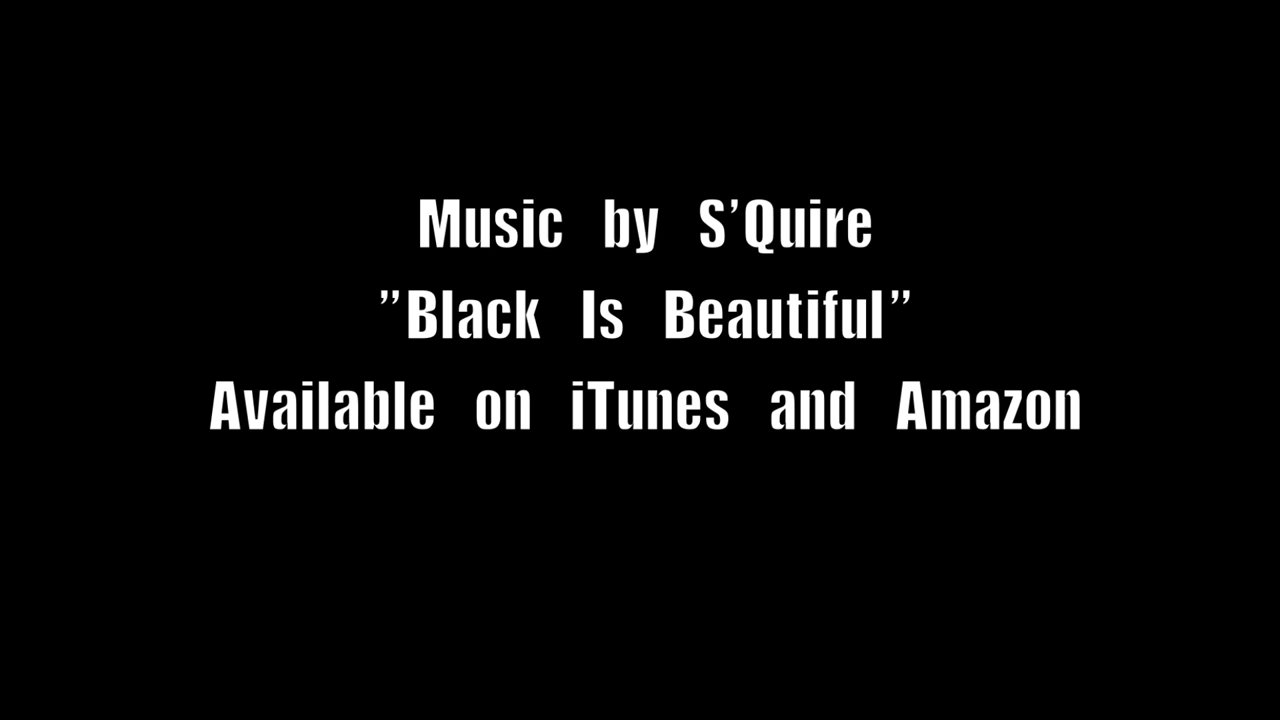 Music by S’Quire
”Black Is Beautiful”
Available on iTunes and Amazon